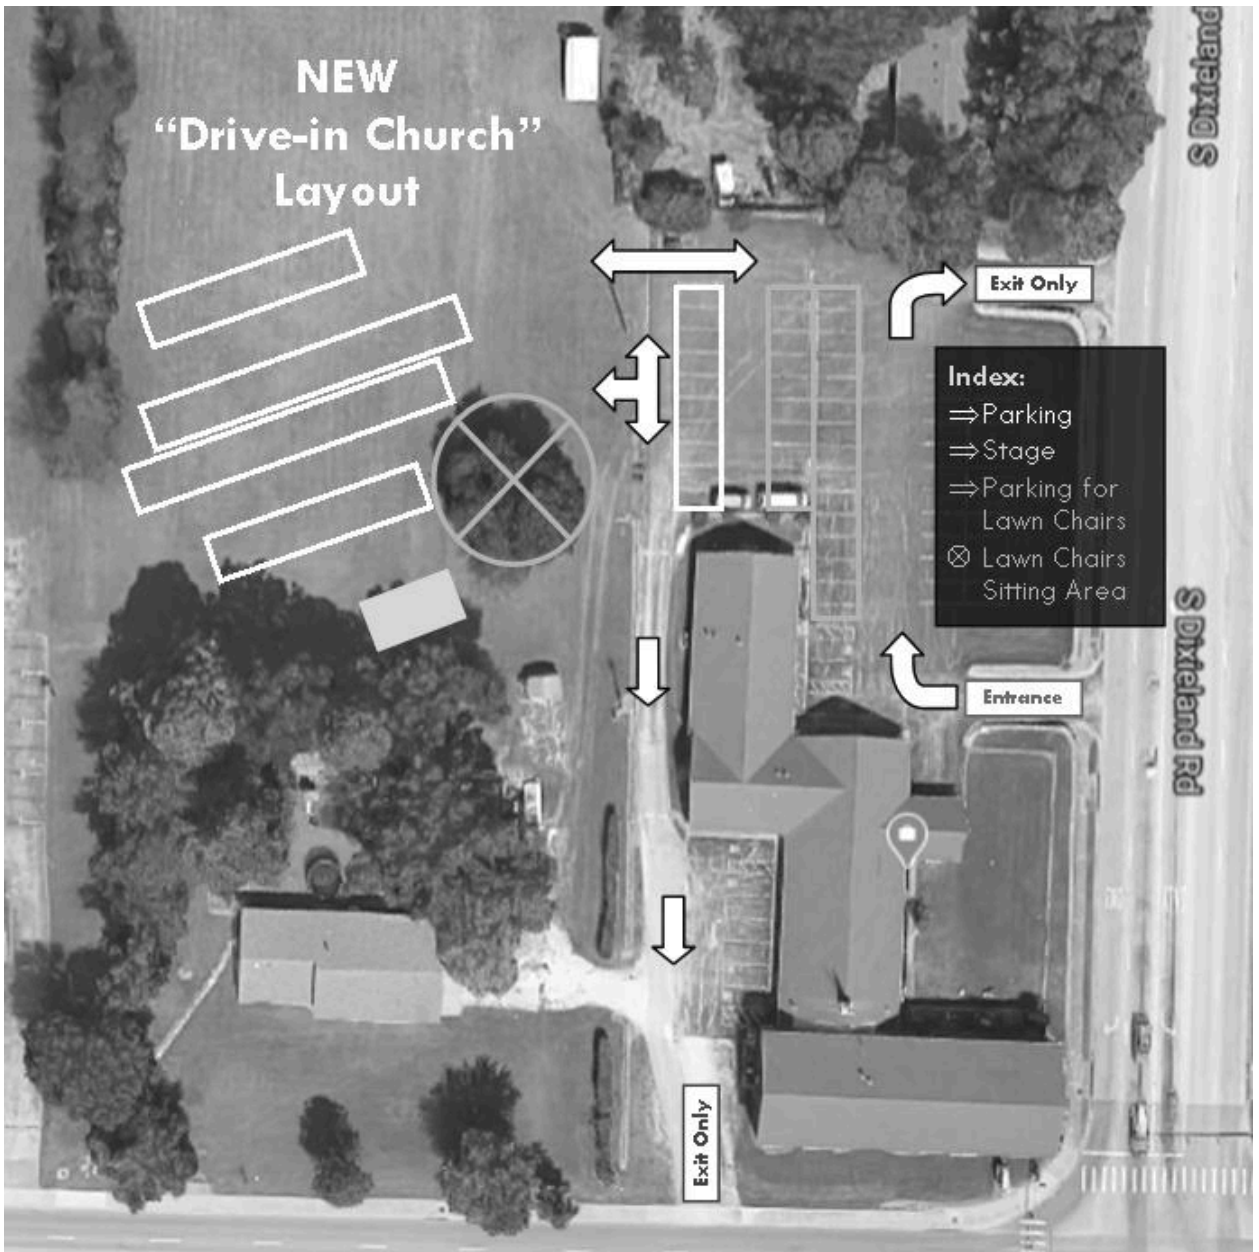 NEW
“Drive-in Church”
Layout
S Dixieland
Exit Only
Index:
⇒Parking
⇒Stage
⇒Parking for
Lawn Chairs
⊗ Lawn Chairs
Sitting Area
S Dixieland Rd
Entrance
Exit Only